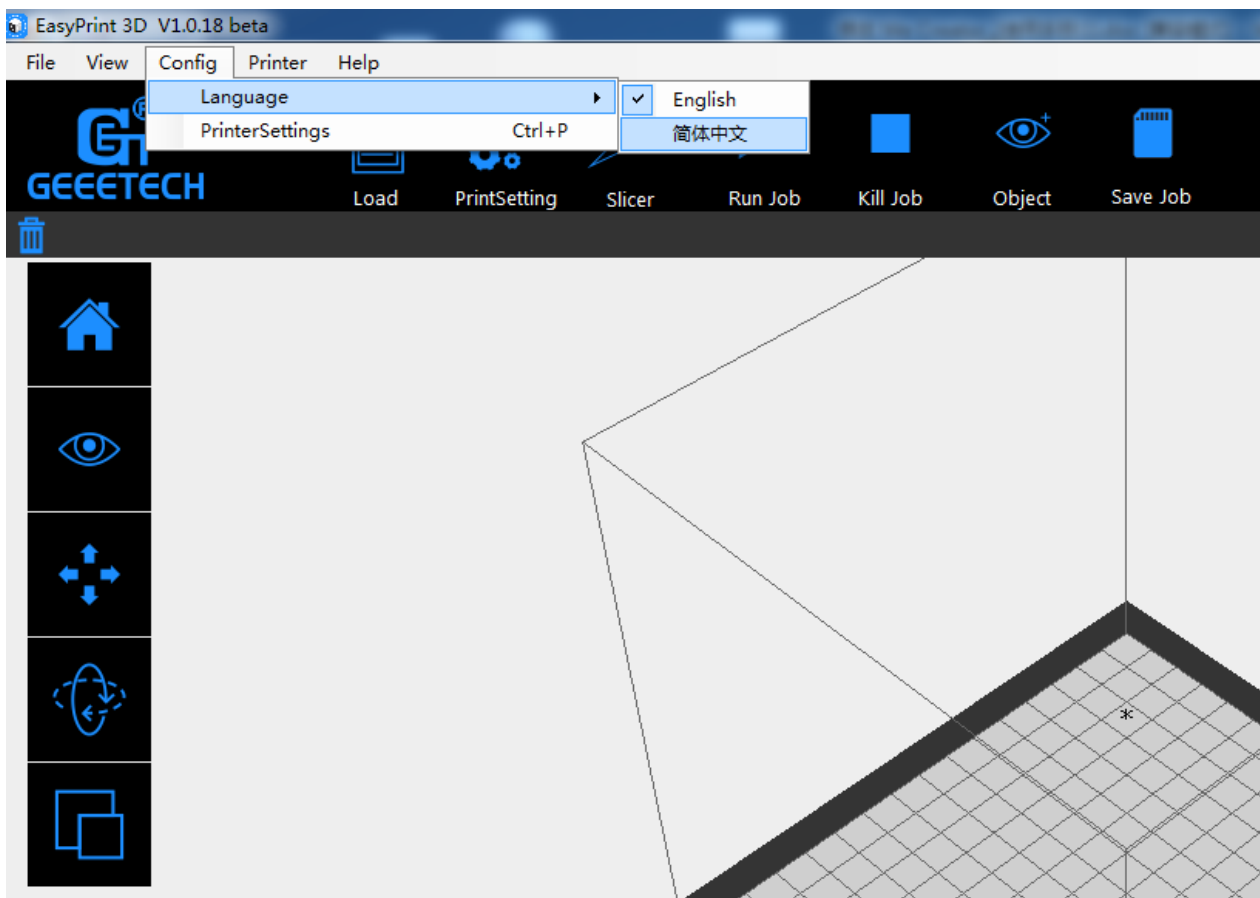 EasyPrint 3D V1.0.18 beta
File View Config Printer Help
Language English
PrinterSettings Ctrl+P 简体中文
GEEETECH
Load PrintSetting Slicer Run Job Kill Job Object Save Job
*